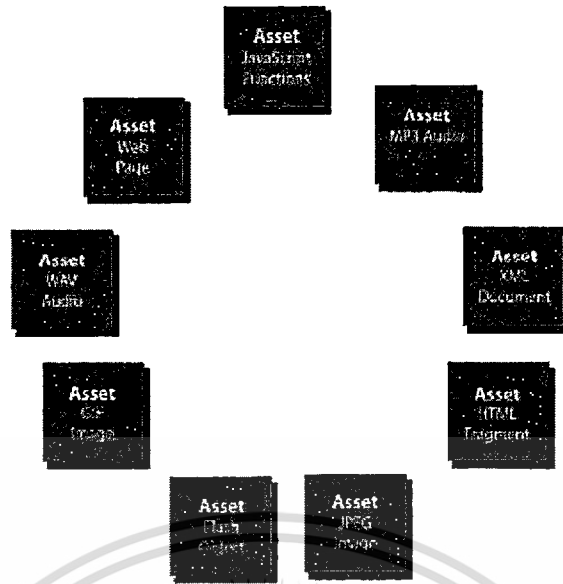 Asset
JavaScript
Functions
Asset
MP3 Audio
Asset
Web
Page
Asset
XML
Document
Asset
WAV
Audio
Asset
HTML
Fragment
Asset
GIF
Image
Asset
JPEG
Image
Asset
Flash
Object